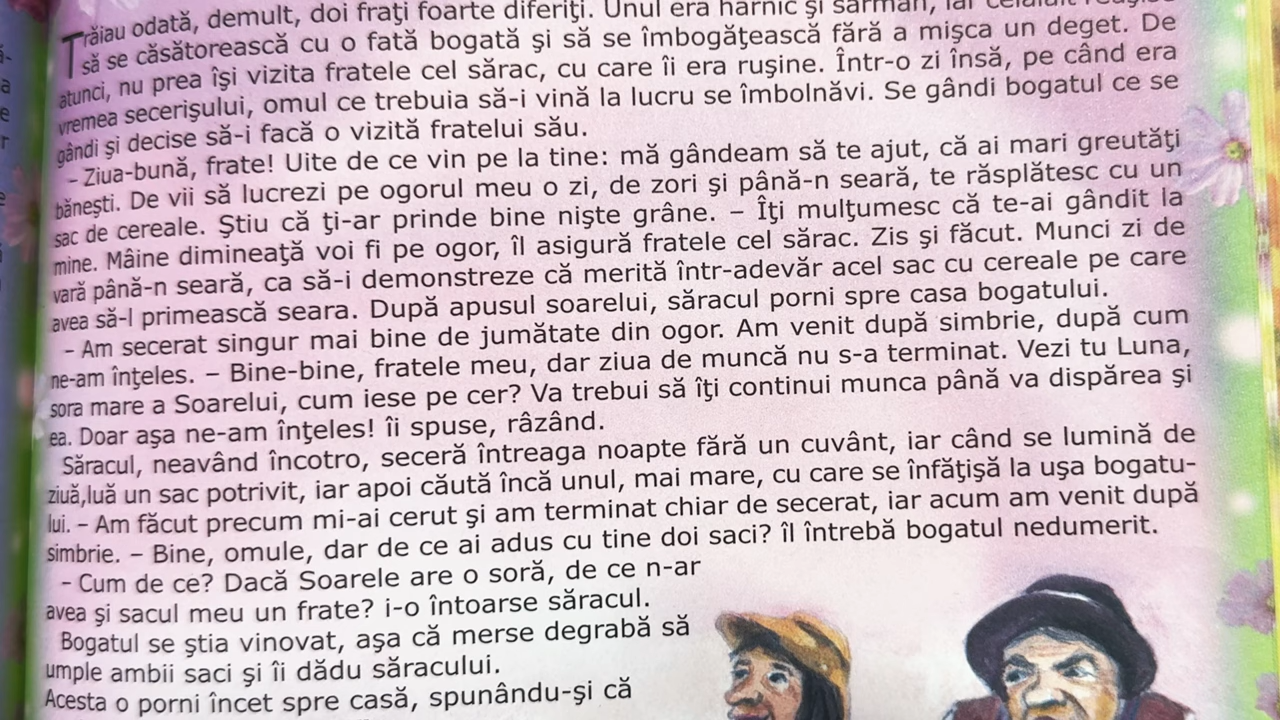 Trăiau odată, demult, doi fraţi foarte diferiţi. Unul era harnic şi sărman, iar celălalt reuşise
să se căsătorească cu o fată bogată şi să se îmbogăţească fără a mişca un deget. De
atunci, nu prea îşi vizita fratele cel sărac, cu care îi era ruşine. Într-o zi însă, pe când era
vremea secerişului, omul ce trebuia să-i vină la lucru se îmbolnăvi. Se gândi bogatul ce se
gândi şi decise să-i facă o vizită fratelui său.
– Ziua-bună, frate! Uite de ce vin pe la tine: mă gândeam să te ajut, că ai mari greutăţi
băneşti. De vii să lucrezi pe ogorul meu o zi, de zori şi până-n seară, te răsplătesc cu un
sac de cereale. Ştiu că ţi-ar prinde bine nişte grâne. – Îţi mulţumesc că te-ai gândit la
mine. Mâine dimineaţă voi fi pe ogor, îl asigură fratele cel sărac. Zis şi făcut. Munci zi de
vară până-n seară, ca să-i demonstreze că merită într-adevăr acel sac cu cereale pe care
avea să-l primească seara. După apusul soarelui, săracul porni spre casa bogatului.
– Am secerat singur mai bine de jumătate din ogor. Am venit după simbrie, după cum
ne-am înţeles. – Bine-bine, fratele meu, dar ziua de muncă nu s-a terminat. Vezi tu Luna,
sora mare a Soarelui, cum iese pe cer? Va trebui să îţi continui munca până va dispărea şi
ea. Doar aşa ne-am înţeles! îi spuse, râzând.
Săracul, neavând încotro, seceră întreaga noapte fără un cuvânt, iar când se lumină de
ziuă,luă un sac potrivit, iar apoi căută încă unul, mai mare, cu care se înfăţişă la uşa bogatu-
lui. – Am făcut precum mi-ai cerut şi am terminat chiar de secerat, iar acum am venit după
simbrie. – Bine, omule, dar de ce ai adus cu tine doi saci? îl întrebă bogatul nedumerit.
– Cum de ce? Dacă Soarele are o soră, de ce n-ar
avea şi sacul meu un frate? i-o întoarse săracul.
Bogatul se ştia vinovat, aşa că merse degrabă să
umple ambii saci şi îi dădu săracului.
Acesta o porni încet spre casă, spunându-şi că